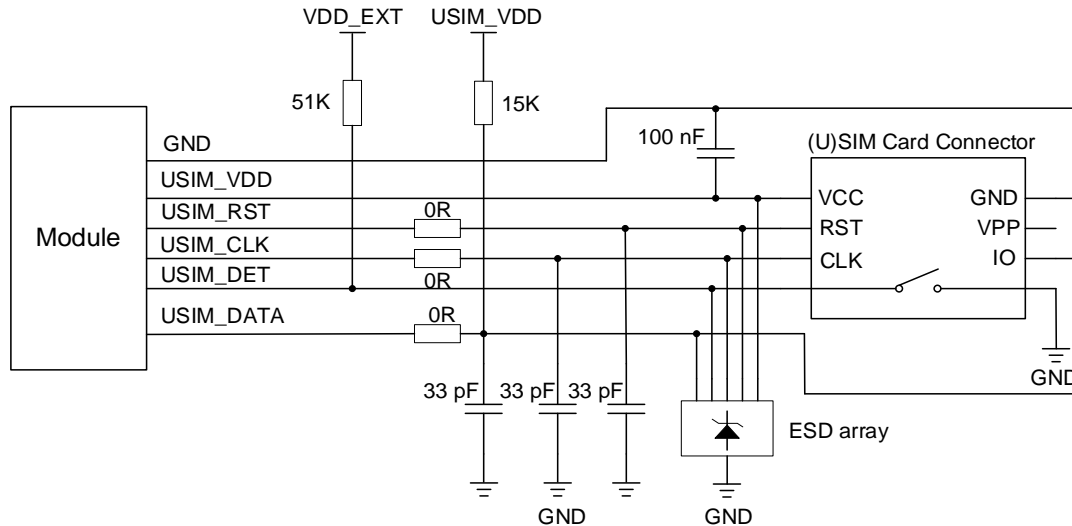 VDD_EXT USIM_VDD
51K 15K
GND
100 nF
(U)SIM Card Connector
USIM_VDD
VCC GND
USIM_RST
0R
RST VPP
Module
USIM_CLK
CLK IO
USIM_DET
0R
USIM_DATA
0R
GND
33 pF 33 pF 33 pF
ESD array
GND GND